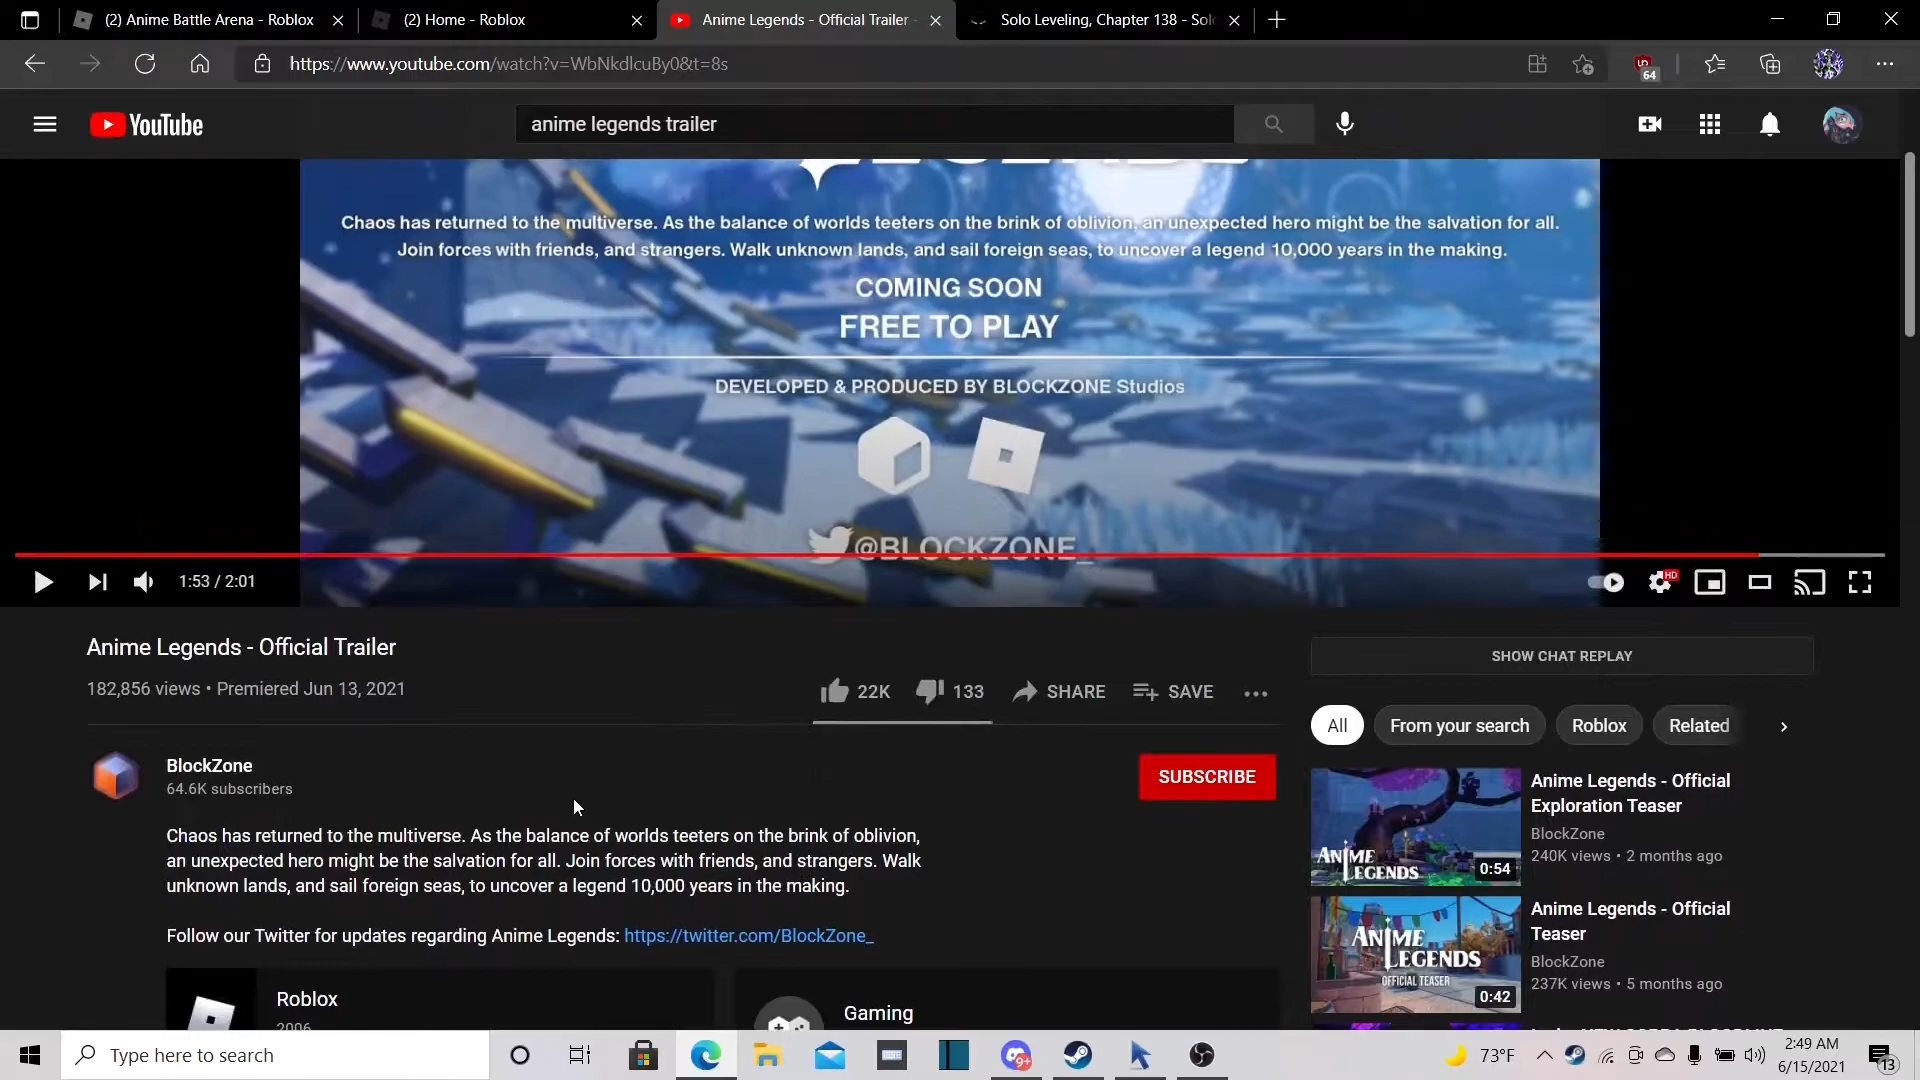 (2) Anime Battle Arena - Roblox
(2) Home - Roblox
Anime Legends - Official Trailer -
Solo Leveling, Chapter 138 - Solo
https://www.youtube.com/watch?v=WbNkdlcuBy0&t=8s
64
YouTube
anime legends trailer
Chaos has returned to the multiverse. As the balance of worlds teeters on the brink of oblivion, an unexpected hero might be the salvation for all.
Join forces with friends, and strangers. Walk unknown lands, and sail foreign seas, to uncover a legend 10,000 years in the making.
COMING SOON
FREE TO PLAY
DEVELOPED & PRODUCED BY BLOCKZONE Studios
@BLOCKZONE_
1:53 / 2:01
HD
Anime Legends - Official Trailer
182,856 views • Premiered Jun 13, 2021
22K
133
SHARE
SAVE
BlockZone
64.6K subscribers
SUBSCRIBE
Chaos has returned to the multiverse. As the balance of worlds teeters on the brink of oblivion,
an unexpected hero might be the salvation for all. Join forces with friends, and strangers. Walk
unknown lands, and sail foreign seas, to uncover a legend 10,000 years in the making.
Follow our Twitter for updates regarding Anime Legends: https://twitter.com/BlockZone_
Roblox
2006
Gaming
SHOW CHAT REPLAY
All
From your search
Roblox
Related
ANIME LEGENDS
0:54
Anime Legends - Official
Exploration Teaser
BlockZone
240K views • 2 months ago
ANIME LEGENDS
OFFICIAL TEASER
0:42
Anime Legends - Official
Teaser
BlockZone
237K views • 5 months ago
Type here to search
9+
73°F
2:49 AM
6/15/2021
13